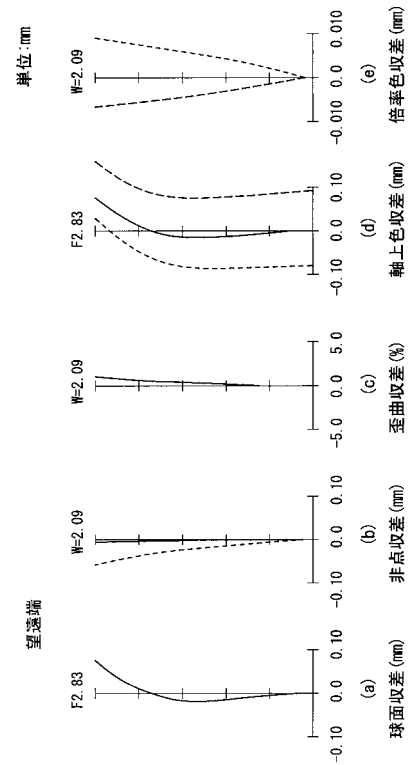 望遠端
単位:mm
F2.83
-0.10 0.0 0.10
(a)
球面収差(mm)
W=2.09
-0.10 0.0 0.10
(b)
非点収差(mm)
W=2.09
-5.0 0.0 5.0
(c)
歪曲収差(%)
F2.83
-0.10 0.0 0.10
(d)
軸上色収差(mm)
W=2.09
-0.010 0.0 0.010
(e)
倍率色収差(mm)